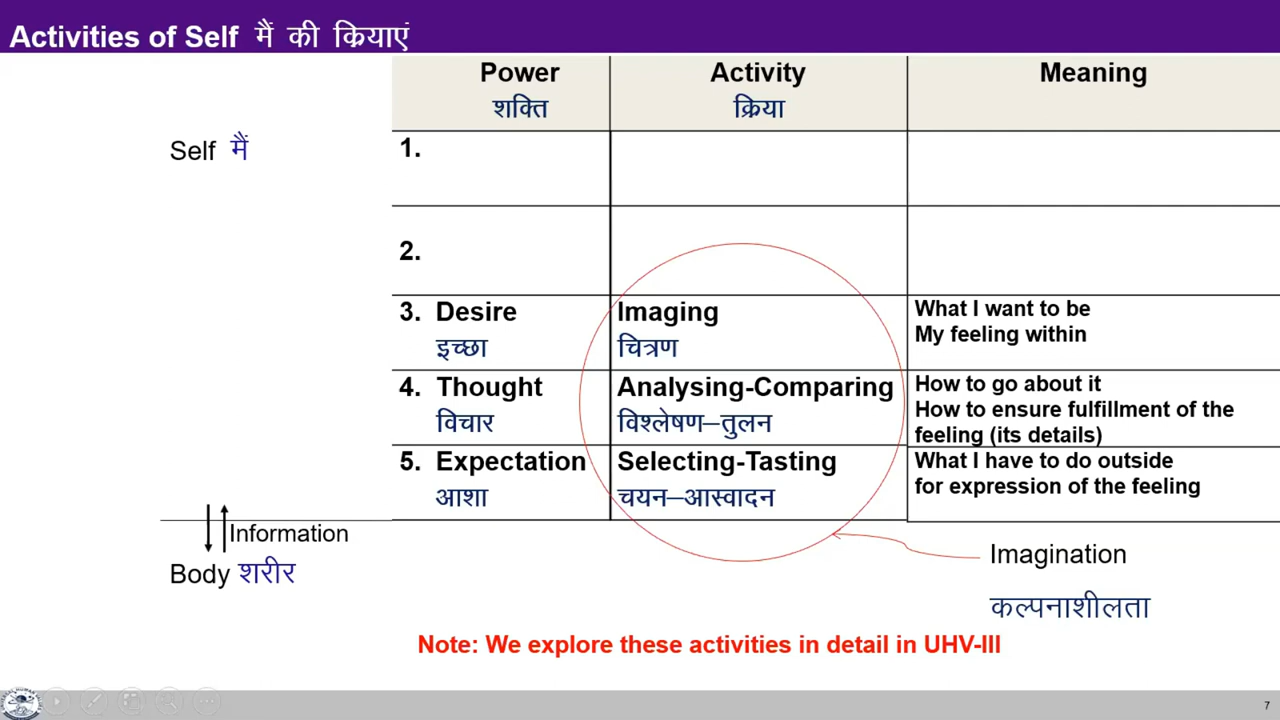 Activities of Self मैं की क्रियाएं
Power Activity Meaning
शक्ति क्रिया
Self मैं
1.
2.
3. Desire Imaging What I want to be
इच्छा चित्रण My feeling within
4. Thought Analysing-Comparing How to go about it
विचार विश्लेषण–तुलन How to ensure fulfillment of the
feeling (its details)
5. Expectation Selecting-Tasting What I have to do outside
आशा चयन–आस्वादन for expression of the feeling
Information
Body शरीर
Imagination
कल्पनाशीलता
Note: We explore these activities in detail in UHV-III
7